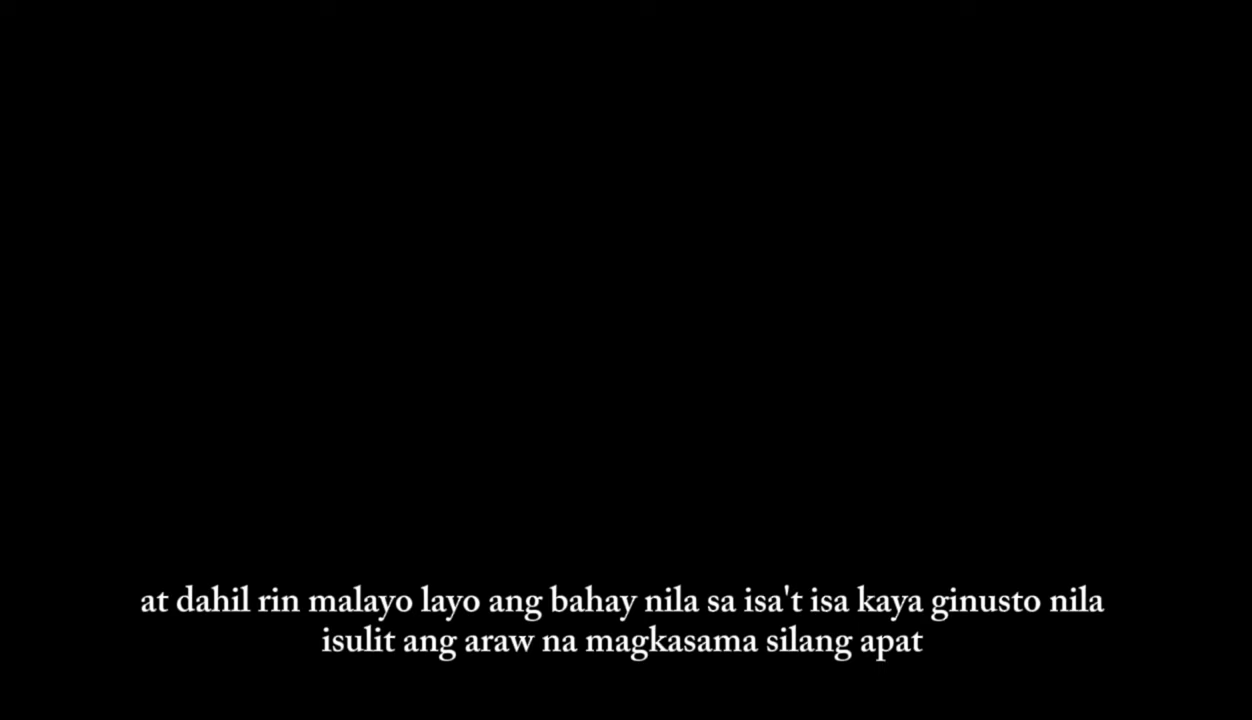 at dahil rin malayo layo ang bahay nila sa isa't isa kaya ginusto nila
isulit ang araw na magkasama silang apat